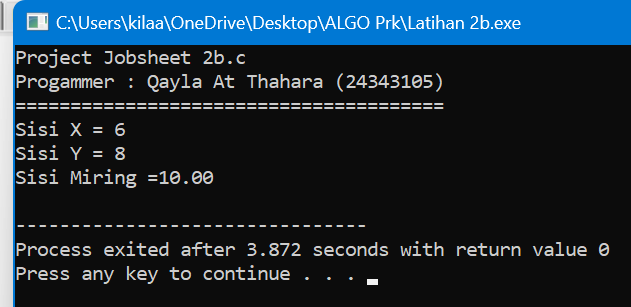 C:\Users\kilaa\OneDrive\Desktop\ALGO Prk\Latihan 2b.exe
Project Jobsheet 2b.c
Progammer : Qayla At Thahara (24343105)
=======================================
Sisi X = 6
Sisi Y = 8
Sisi Miring =10.00
--------------------------------
Process exited after 3.872 seconds with return value 0
Press any key to continue . . .